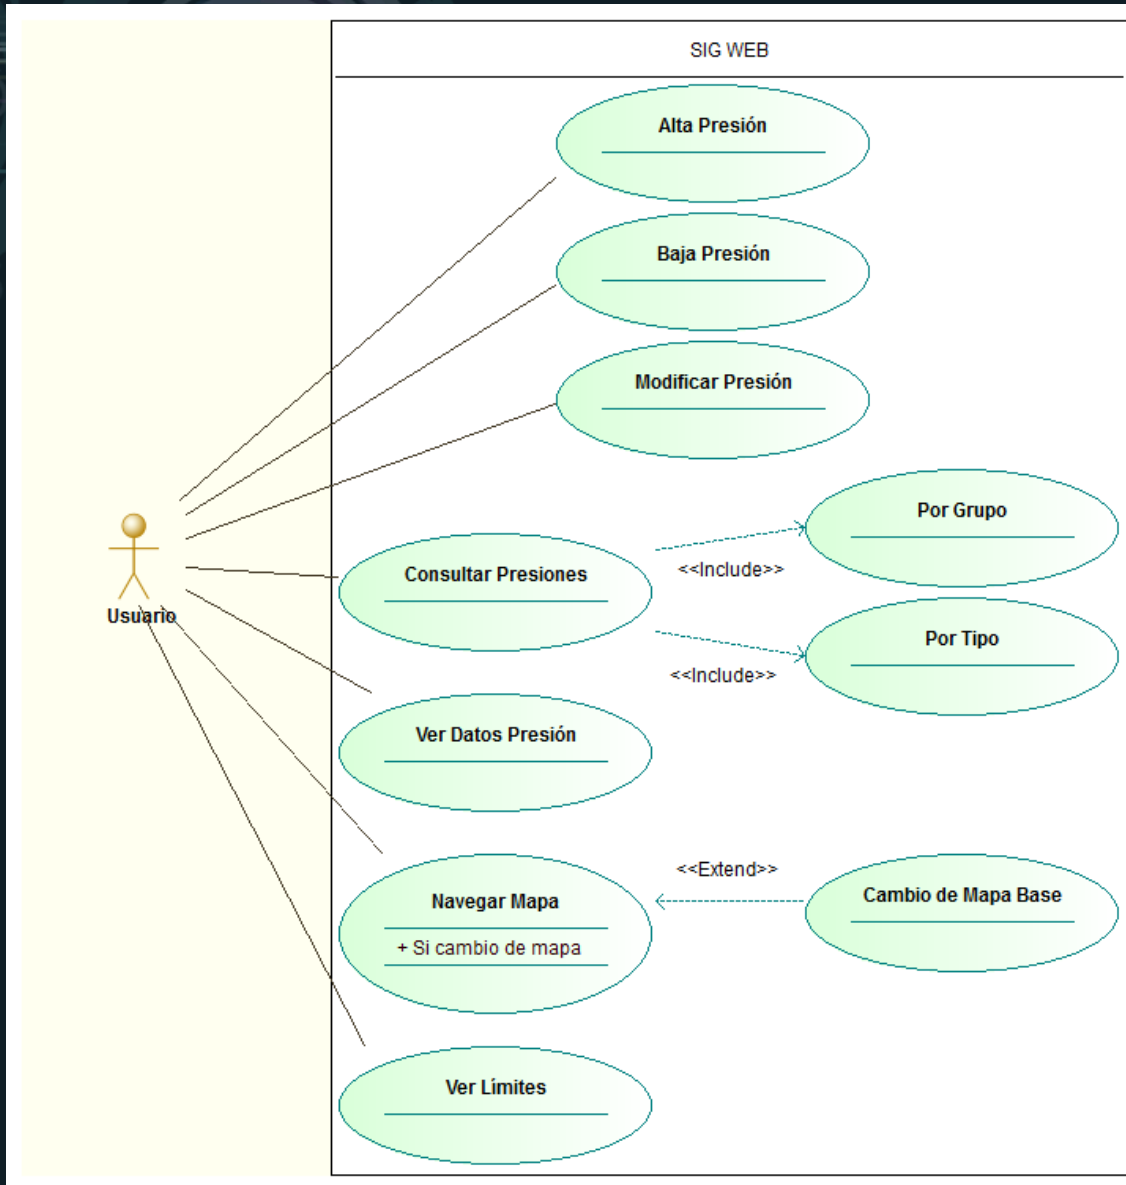 SIG WEB
Alta Presión
Baja Presión
Modificar Presión
Por Grupo
Consultar Presiones
<<Include>>
Usuario
Por Tipo
<<Include>>
Ver Datos Presión
<<Extend>>
Cambio de Mapa Base
Navegar Mapa
+ Si cambio de mapa
Ver Límites